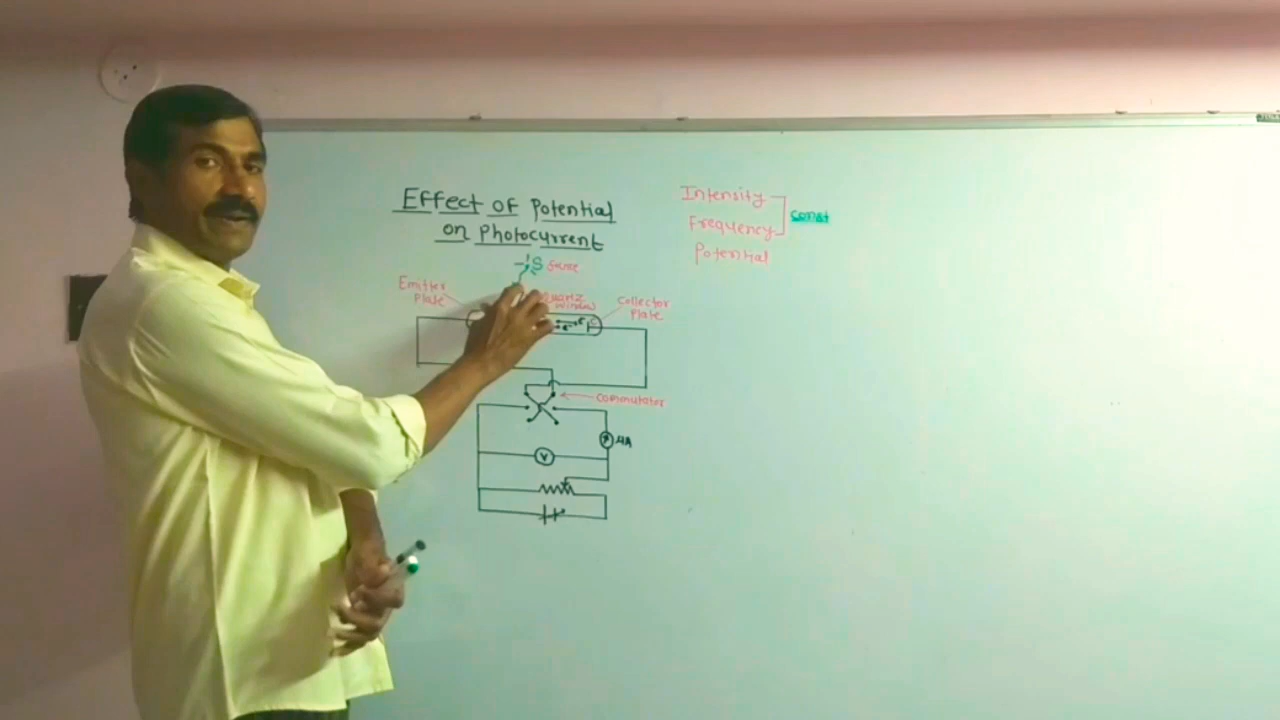 Effect of Potential
on Photocurrent
S Source
Emitter
Plate
Quartz
window
Collector
Plate
e⁻
e⁻
C
Commutator
μA
V
Intensity
Frequency
const
Potential